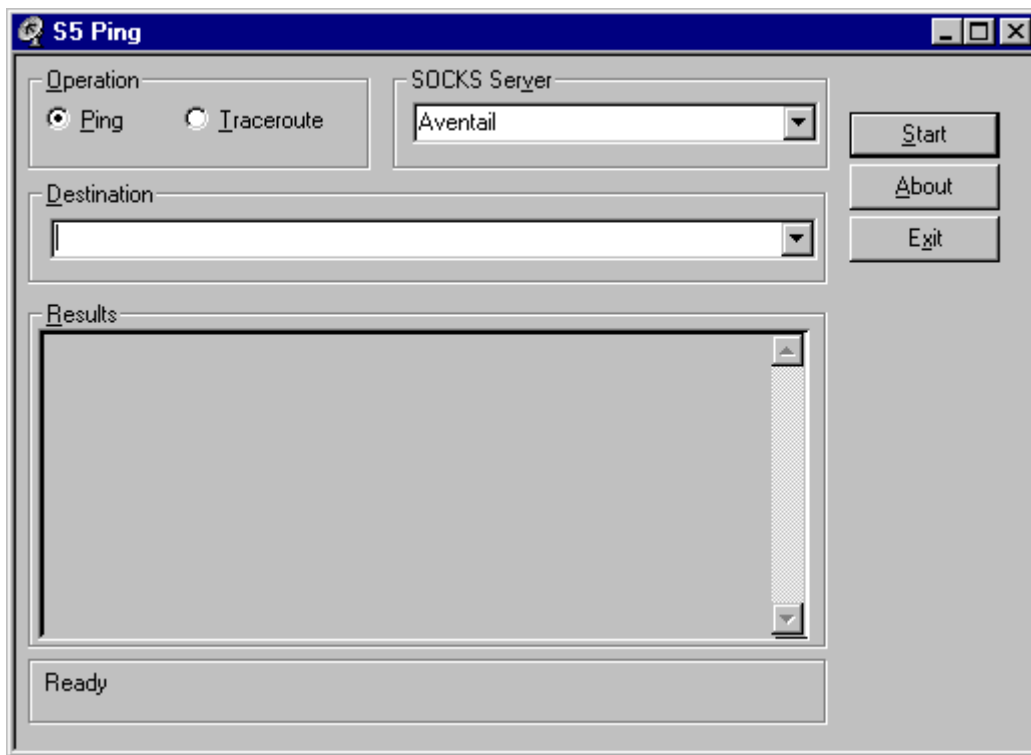 S5 Ping
Operation
Ping Traceroute
SOCKS Server
Aventail
Start
About
Exit
Destination
Results
Ready